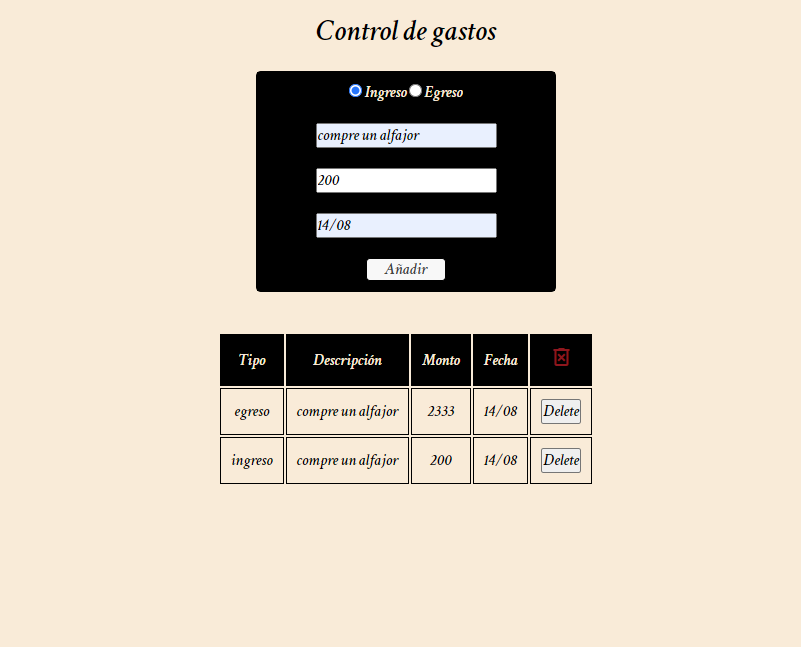 Control de gastos
Ingreso Egreso
compre un alfajor
200
14/08
Añadir
Tipo Descripción Monto Fecha
egreso compre un alfajor 2333 14/08 Delete
ingreso compre un alfajor 200 14/08 Delete